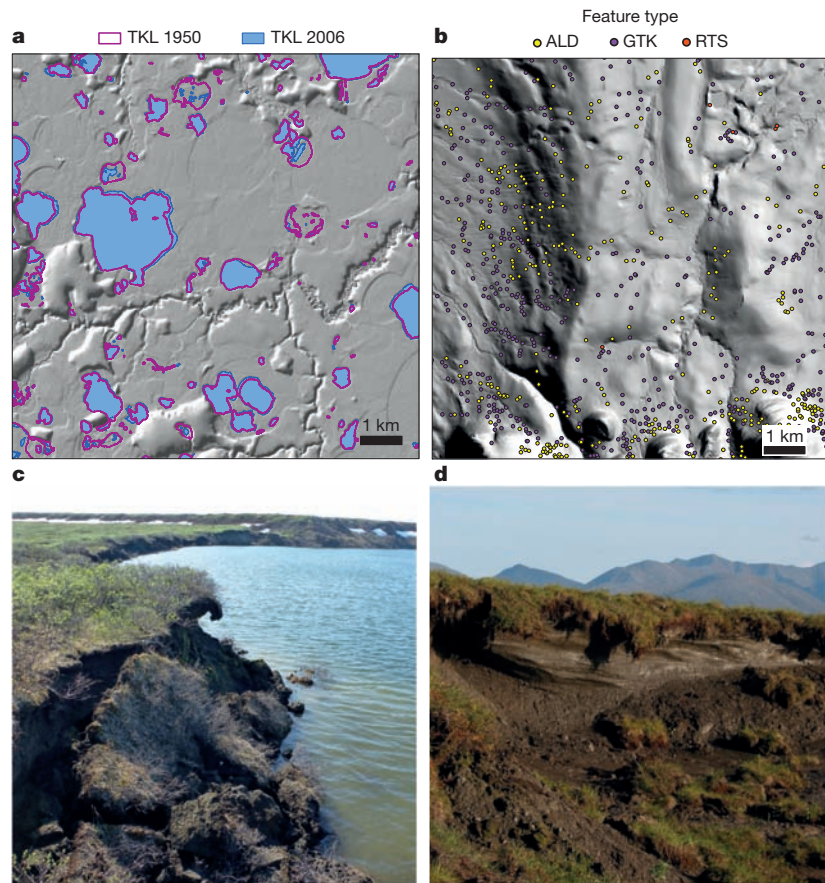 a
TKL 1950 TKL 2006
1 km
Feature type
b
ALD GTK RTS
1 km
c
d